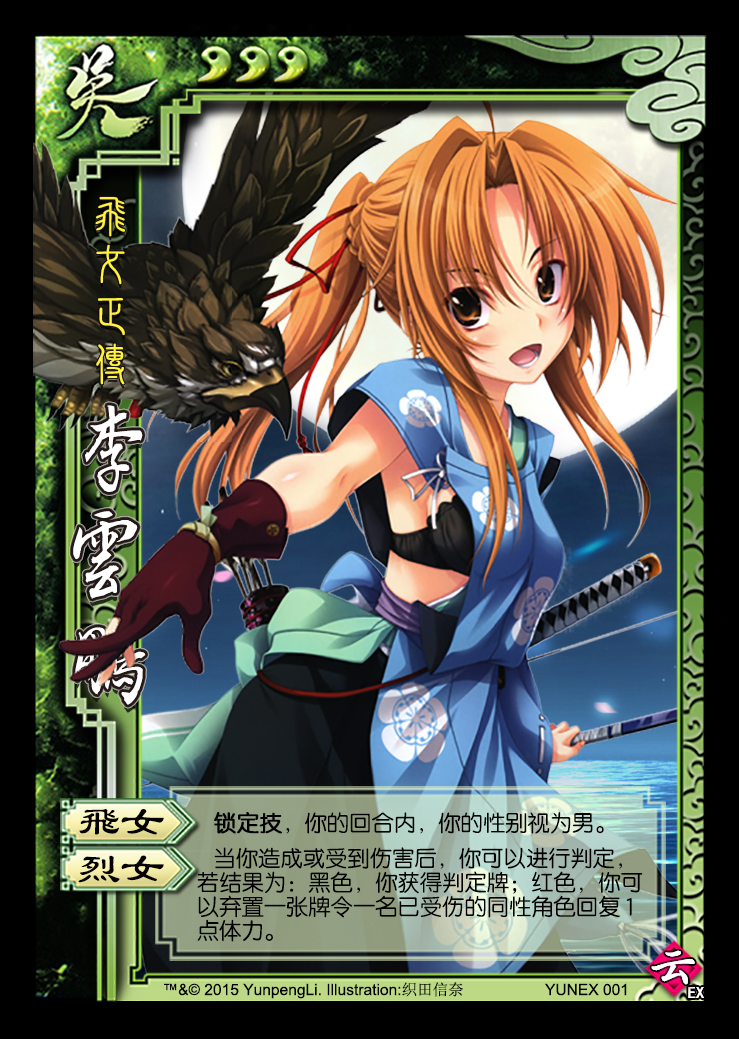 吴
飛女正傳
李雲鵰
飛女
锁定技，你的回合内，你的性别视为男。
烈女
当你造成或受到伤害后，你可以进行判定，
若结果为：黑色，你获得判定牌；红色，你可
以弃置一张牌令一名已受伤的同性角色回复1
点体力。
™&© 2015 YunpengLi. Illustration:织田信奈
YUNEX 001
云
EX